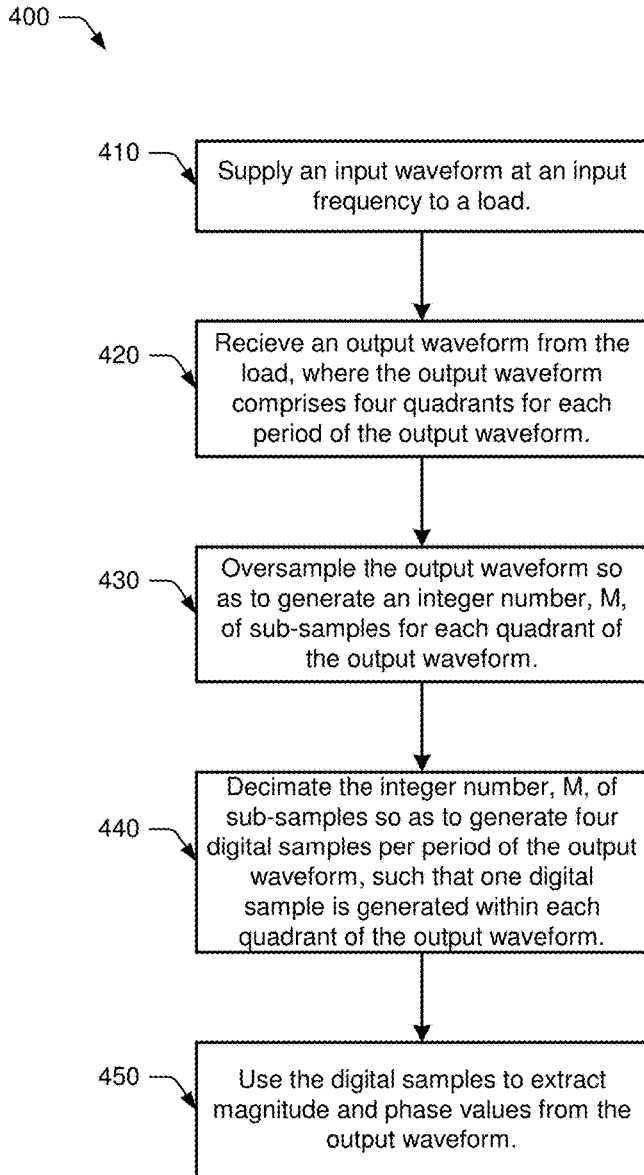 400
410
Supply an input waveform at an input
frequency to a load.
420
Recieve an output waveform from the
load, where the output waveform
comprises four quadrants for each
period of the output waveform.
430
Oversample the output waveform so
as to generate an integer number, M,
of sub-samples for each quadrant of
the output waveform.
440
Decimate the integer number, M, of
sub-samples so as to generate four
digital samples per period of the output
waveform, such that one digital
sample is generated within each
quadrant of the output waveform.
450
Use the digital samples to extract
magnitude and phase values from the
output waveform.